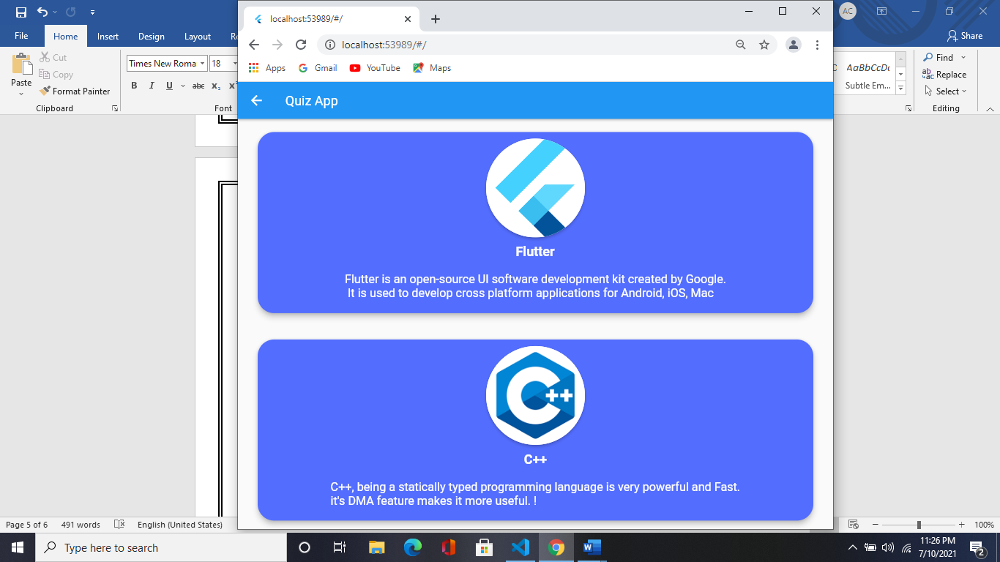 File
Home
Insert
Design
Layout
Re
AC
Share
Paste
Cut
Copy
Format Painter
Clipboard
Times New Roma
18
B I U abc x₂ x²
Font
localhost:53989/#/
localhost:53989/#/
Apps
Gmail
YouTube
Maps
AaBbCcDc
Subtle Em...
Find
Replace
Select
Editing
Quiz App
Flutter
Flutter is an open-source UI software development kit created by Google.
It is used to develop cross platform applications for Android, iOS, Mac
C++
C++
C++, being a statically typed programming language is very powerful and Fast.
it's DMA feature makes it more useful. !
Page 5 of 6
491 words
English (United States)
100%
Type here to search
11:26 PM
7/10/2021
2